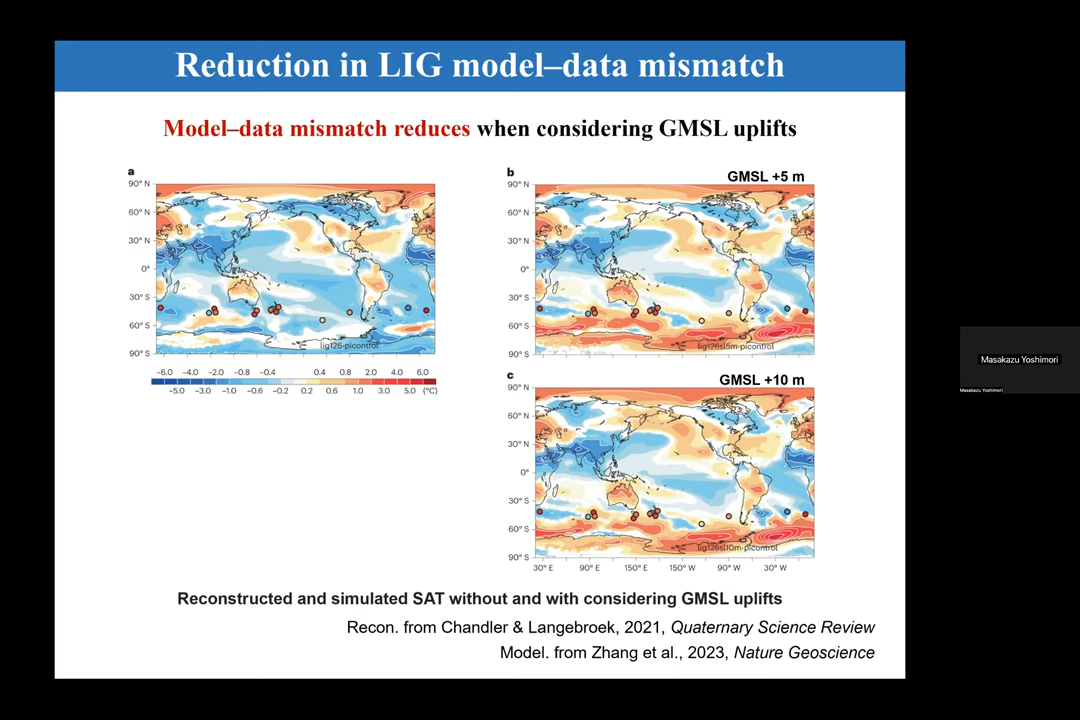 Reduction in LIG model–data mismatch
Model–data mismatch reduces when considering GMSL uplifts
a
90° N
60° N
30° N
0°
30° S
60° S
90° S
lig126-picontrol
−6.0 −4.0 −2.0 −0.8 −0.4 0.4 0.8 2.0 4.0 6.0
−5.0 −3.0 −1.0 −0.6 −0.2 0.2 0.6 1.0 3.0 5.0 (°C)
b
GMSL +5 m
90° N
60° N
30° N
0°
30° S
60° S
90° S
lig126sl5m-picontrol
c
GMSL +10 m
90° N
60° N
30° N
0°
30° S
60° S
90° S
lig126sl10m-picontrol
30° E 90° E 150° E 150° W 90° W 30° W
Reconstructed and simulated SAT without and with considering GMSL uplifts
Recon. from Chandler & Langebroek, 2021, Quaternary Science Review
Model. from Zhang et al., 2023, Nature Geoscience
Masakazu Yoshimori
Masakazu Yoshimori